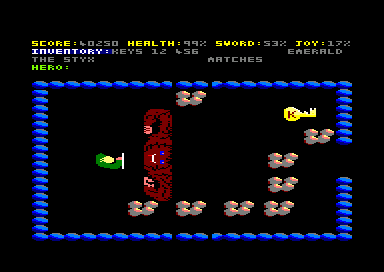 SCORE:40250 HEALTH:99% SWORD:53% JOY:17%
INVENTORY:KEYS 12 456 EMERALD
THE STYX MATCHES
HERO:
K